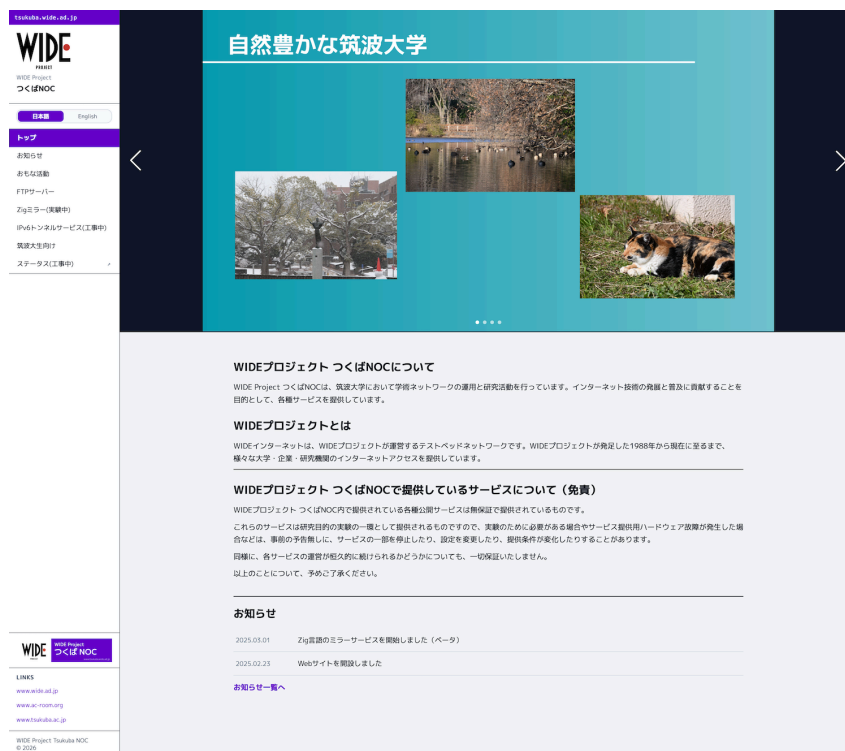 tsukuba.wide.ad.jp
WIDE
PROJECT
WIDE Project
つくばNOC
日本語 English
トップ
お知らせ
おもな活動
FTPサーバー
Zigミラー(実験中)
IPv6トンネルサービス(工事中)
筑波大生向け
ステータス(工事中)
自然豊かな筑波大学
WIDEプロジェクト つくばNOCについて
WIDE Project つくばNOCは、筑波大学において学術ネットワークの運用と研究活動を行っています。インターネット技術の発展と普及に貢献することを
目的として、各種サービスを提供しています。
WIDEプロジェクトとは
WIDEインターネットは、WIDEプロジェクトが運営するテストベッドネットワークです。WIDEプロジェクトが発足した1988年から現在に至るまで、
様々な大学・企業・研究機関のインターネットアクセスを提供しています。
WIDEプロジェクト つくばNOCで提供しているサービスについて（免責）
WIDEプロジェクト つくばNOC内で提供されている各種公開サービスは無保証で提供されているものです。
これらのサービスは研究目的の実験の一環として提供されるものですので、実験のために必要がある場合やサービス提供用ハードウェア故障が発生した場
合などは、事前の予告無しに、サービスの一部を停止したり、設定を変更したり、提供条件が変化したりすることがあります。
同様に、各サービスの運営が恒久的に続けられるかどうかについても、一切保証いたしません。
以上のことについて、予めご了承ください。
お知らせ
2025.03.01 Zig言語のミラーサービスを開始しました（ベータ）
2025.02.23 Webサイトを開設しました
お知らせ一覧へ
WIDE
WIDE Project
つくば NOC
LINKS
www.wide.ad.jp
www.ac-room.org
www.tsukuba.ac.jp
WIDE Project Tsukuba NOC
© 2026